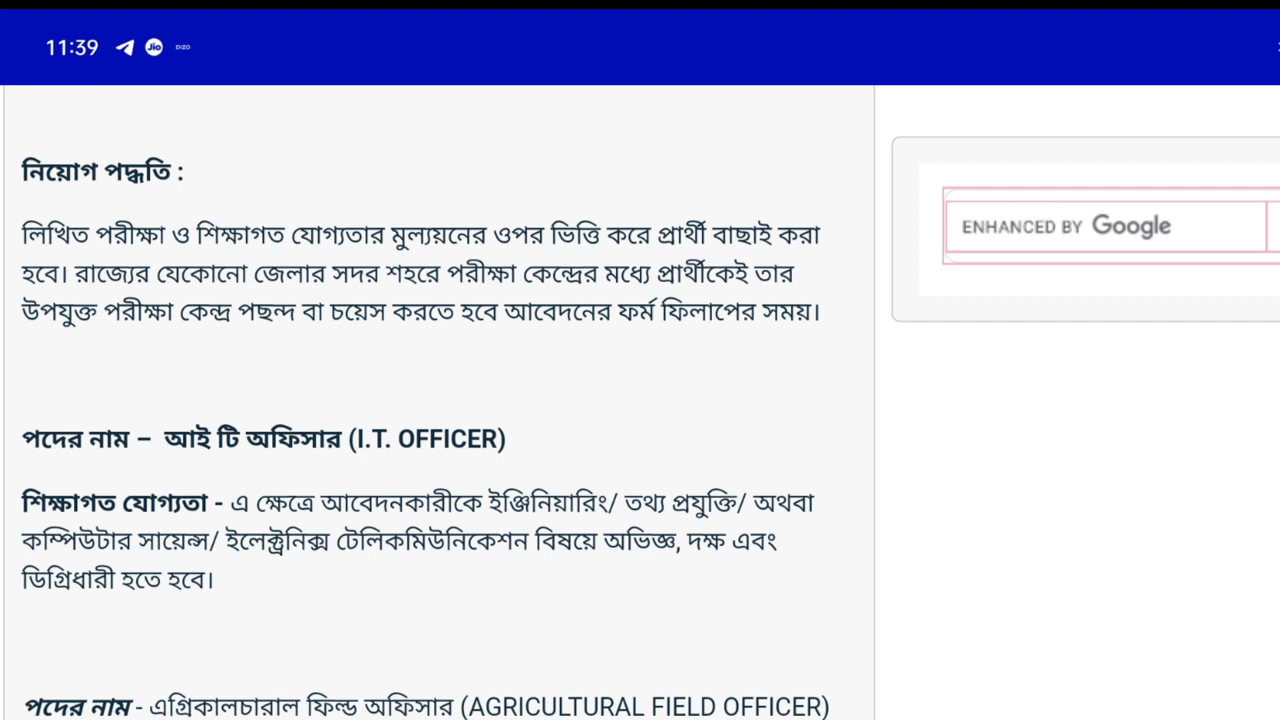 11:39 Jio DIZO
নিয়োগ পদ্ধতি :
লিখিত পরীক্ষা ও শিক্ষাগত যোগ্যতার মুল্যয়নের ওপর ভিত্তি করে প্রার্থী বাছাই করা
হবে। রাজ্যের যেকোনো জেলার সদর শহরে পরীক্ষা কেন্দ্রের মধ্যে প্রার্থীকেই তার
উপযুক্ত পরীক্ষা কেন্দ্র পছন্দ বা চয়েস করতে হবে আবেদনের ফর্ম ফিলাপের সময়।
ENHANCED BY Google
পদের নাম – আই টি অফিসার (I.T. OFFICER)
শিক্ষাগত যোগ্যতা - এ ক্ষেত্রে আবেদনকারীকে ইঞ্জিনিয়ারিং/ তথ্য প্রযুক্তি/ অথবা
কম্পিউটার সায়েন্স/ ইলেক্ট্রনিক্স টেলিকমিউনিকেশন বিষয়ে অভিজ্ঞ, দক্ষ এবং
ডিগ্রিধারী হতে হবে।
পদের নাম - এগ্রিকালচারাল ফিল্ড অফিসার (AGRICULTURAL FIELD OFFICER)